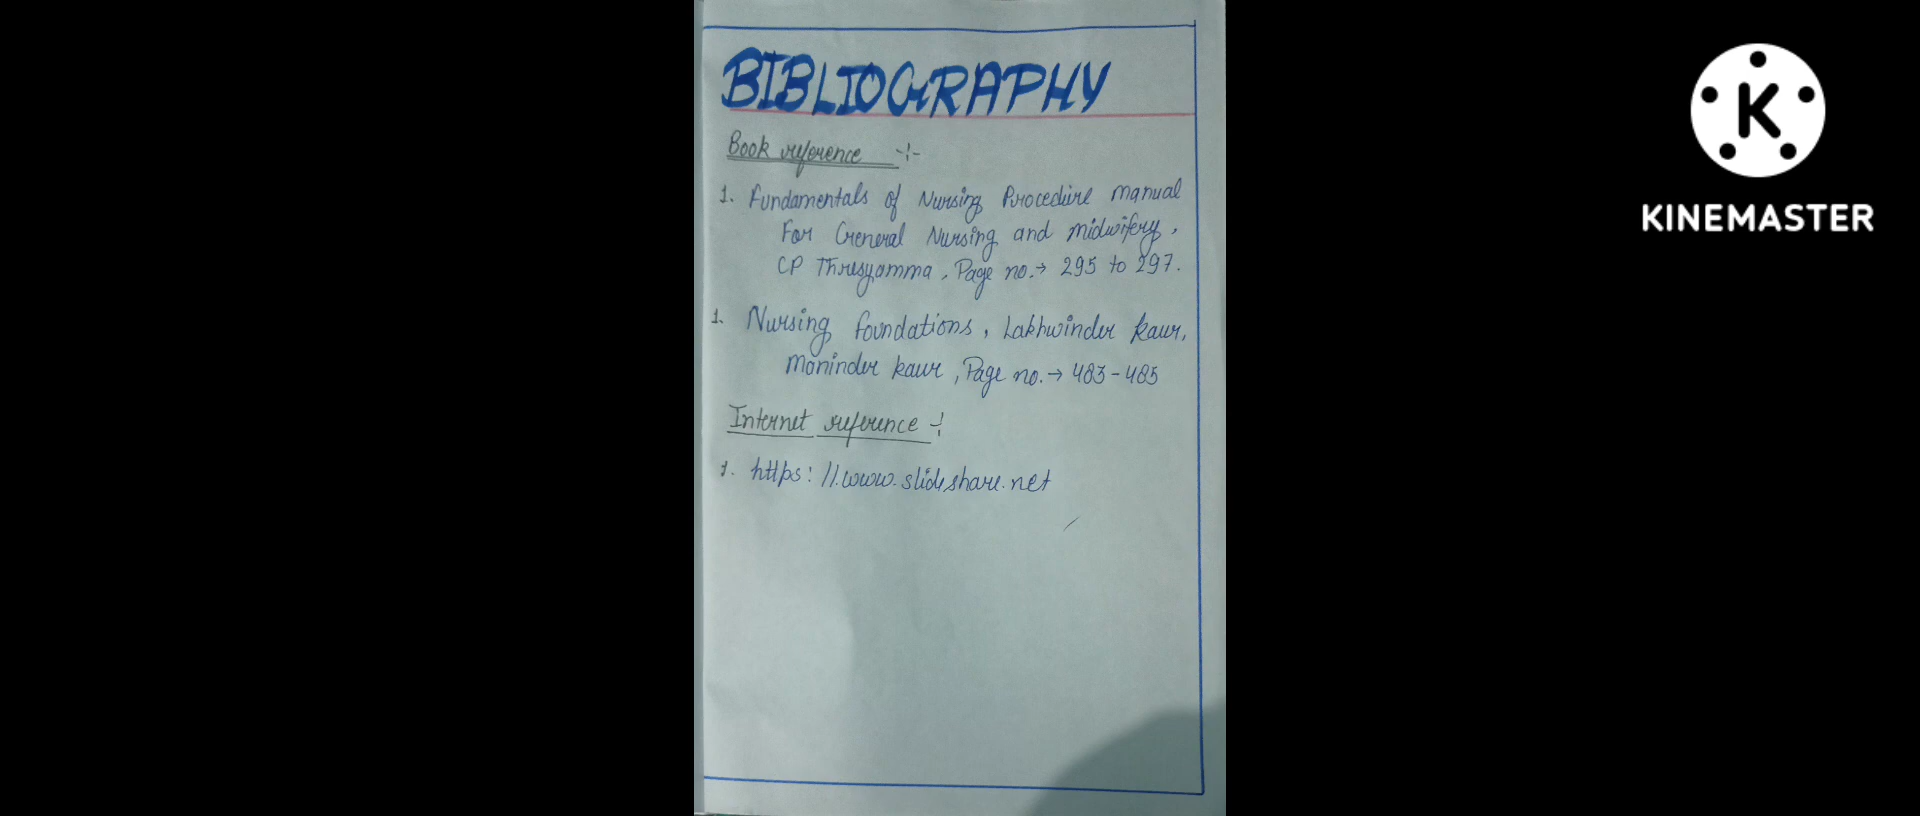 BIBLIOGRAPHY
Book reference :-
1. Fundamentals of Nursing Procedure manual
For General Nursing and midwifery,
CP Thresyamma, Page no.→ 295 to 297.
1. Nursing foundations, Lakhwinder kaur,
Maninder kaur, Page no.→ 483-485
Internet reference :-
1. https://.www.slideshare.net
K
KINEMASTER